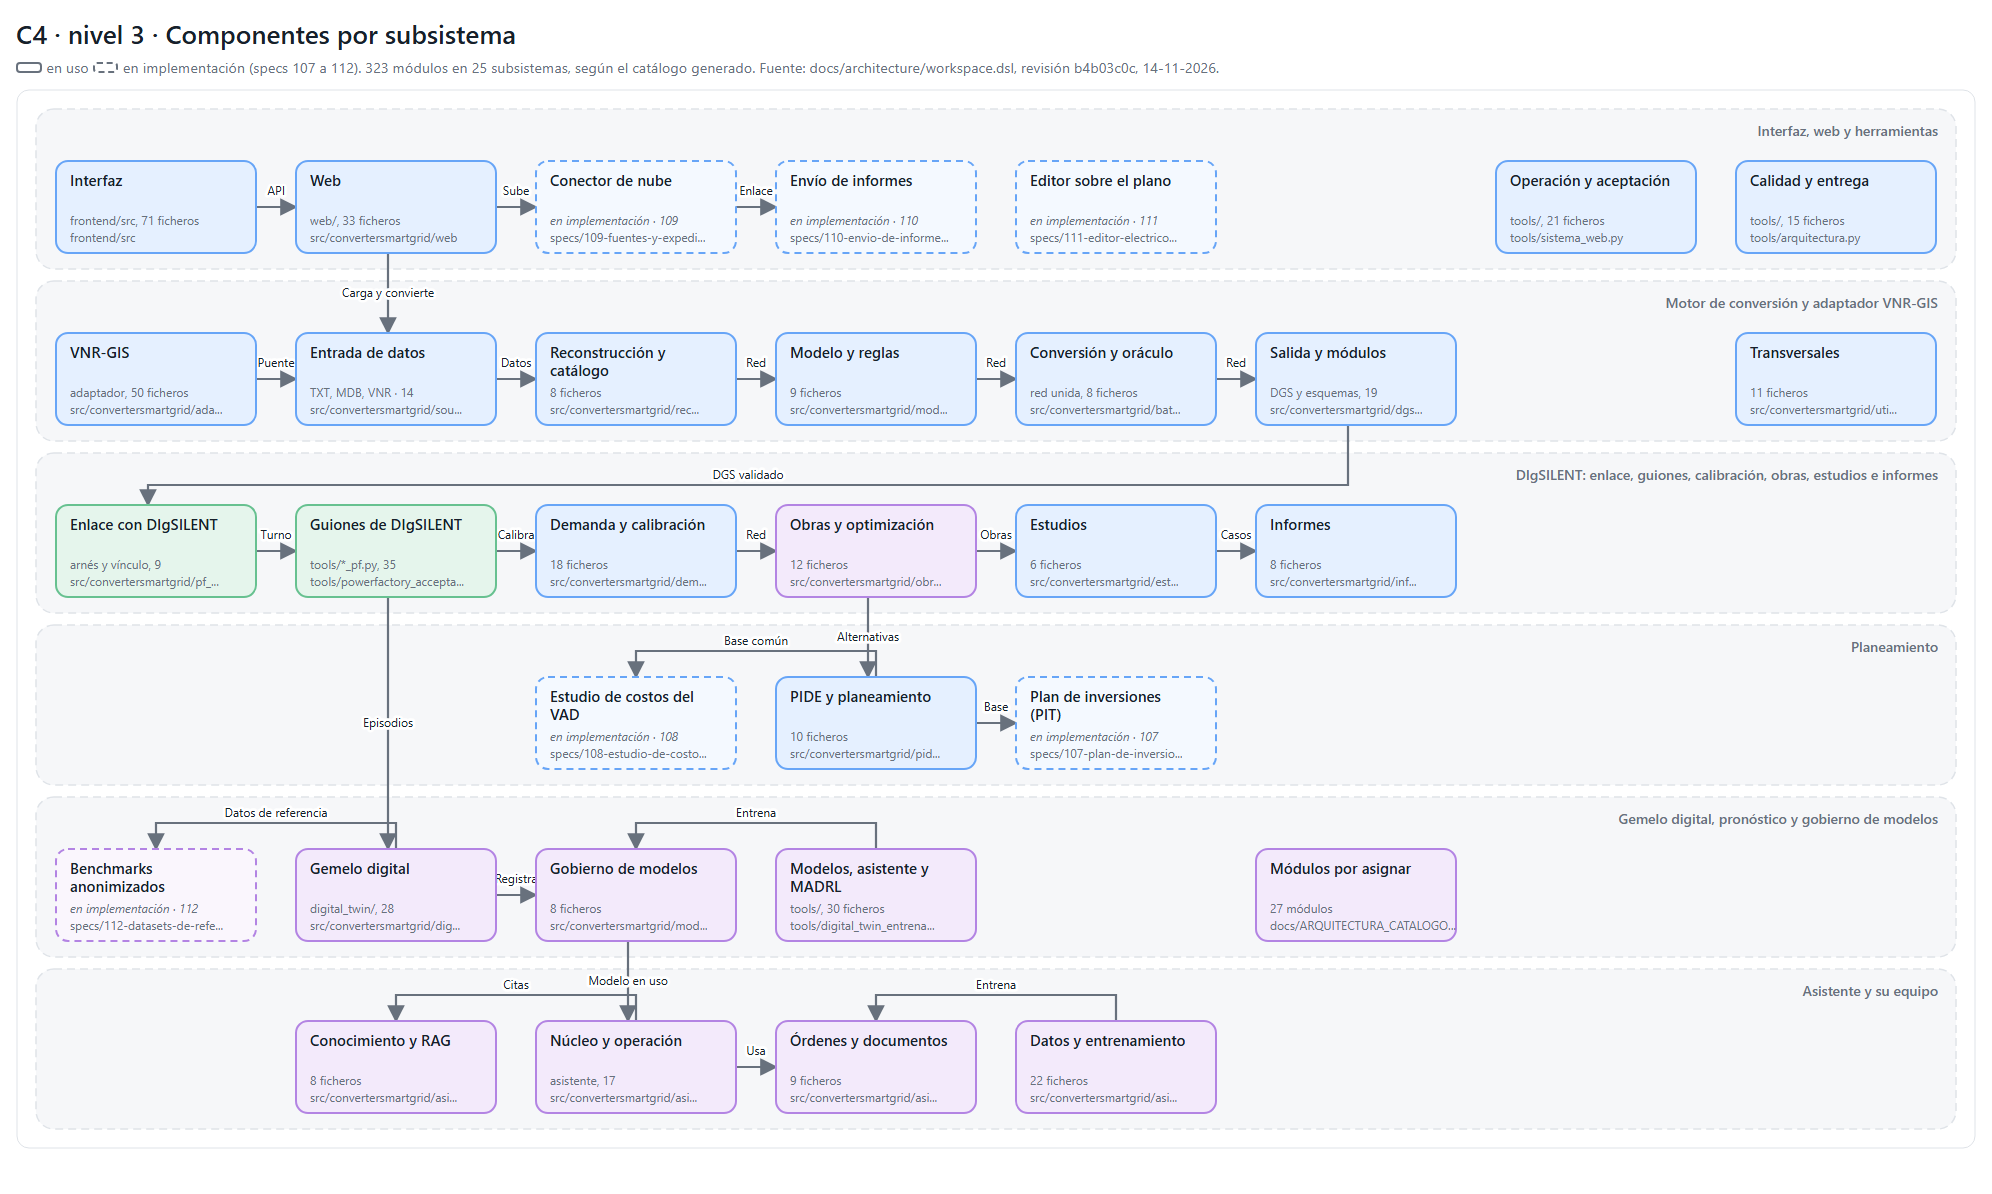 C4 · nivel 3 · Componentes por subsistema
en uso en implementación (specs 107 a 112). 323 módulos en 25 subsistemas, según el catálogo generado. Fuente: docs/architecture/workspace.dsl, revisión b4b03c0c, 14-11-2026.
Interfaz, web y herramientas
Interfaz
frontend/src, 71 ficheros
frontend/src
API
Web
web/, 33 ficheros
src/convertersmartgrid/web
Sube
Conector de nube
en implementación · 109
specs/109-fuentes-y-expedi...
Enlace
Envío de informes
en implementación · 110
specs/110-envio-de-informe...
Editor sobre el plano
en implementación · 111
specs/111-editor-electrico...
Operación y aceptación
tools/, 21 ficheros
tools/sistema_web.py
Calidad y entrega
tools/, 15 ficheros
tools/arquitectura.py
Carga y convierte
Motor de conversión y adaptador VNR-GIS
VNR-GIS
adaptador, 50 ficheros
src/convertersmartgrid/ada...
Puente
Entrada de datos
TXT, MDB, VNR · 14
src/convertersmartgrid/sou...
Datos
Reconstrucción y
catálogo
8 ficheros
src/convertersmartgrid/rec...
Red
Modelo y reglas
9 ficheros
src/convertersmartgrid/mod...
Red
Conversión y oráculo
red unida, 8 ficheros
src/convertersmartgrid/bat...
Red
Salida y módulos
DGS y esquemas, 19
src/convertersmartgrid/dgs...
Transversales
11 ficheros
src/convertersmartgrid/uti...
DGS validado
DIgSILENT: enlace, guiones, calibración, obras, estudios e informes
Enlace con DIgSILENT
arnés y vínculo, 9
src/convertersmartgrid/pf_...
Turno
Guiones de DIgSILENT
tools/*_pf.py, 35
tools/powerfactory_accepta...
Calibra
Demanda y calibración
18 ficheros
src/convertersmartgrid/dem...
Red
Obras y optimización
12 ficheros
src/convertersmartgrid/obr...
Obras
Estudios
6 ficheros
src/convertersmartgrid/est...
Casos
Informes
8 ficheros
src/convertersmartgrid/inf...
Base común
Alternativas
Planeamiento
Episodios
Estudio de costos del
VAD
en implementación · 108
specs/108-estudio-de-costo...
PIDE y planeamiento
10 ficheros
src/convertersmartgrid/pid...
Base
Plan de inversiones
(PIT)
en implementación · 107
specs/107-plan-de-inversio...
Datos de referencia
Entrena
Gemelo digital, pronóstico y gobierno de modelos
Benchmarks
anonimizados
en implementación · 112
specs/112-datasets-de-refe...
Gemelo digital
digital_twin/, 28
src/convertersmartgrid/dig...
Registra
Gobierno de modelos
8 ficheros
src/convertersmartgrid/mod...
Modelos, asistente y
MADRL
tools/, 30 ficheros
tools/digital_twin_entrena...
Módulos por asignar
27 módulos
docs/ARQUITECTURA_CATALOGO...
Citas
Modelo en uso
Entrena
Asistente y su equipo
Conocimiento y RAG
8 ficheros
src/convertersmartgrid/asi...
Núcleo y operación
asistente, 17
src/convertersmartgrid/asi...
Usa
Órdenes y documentos
9 ficheros
src/convertersmartgrid/asi...
Datos y entrenamiento
22 ficheros
src/convertersmartgrid/asi...